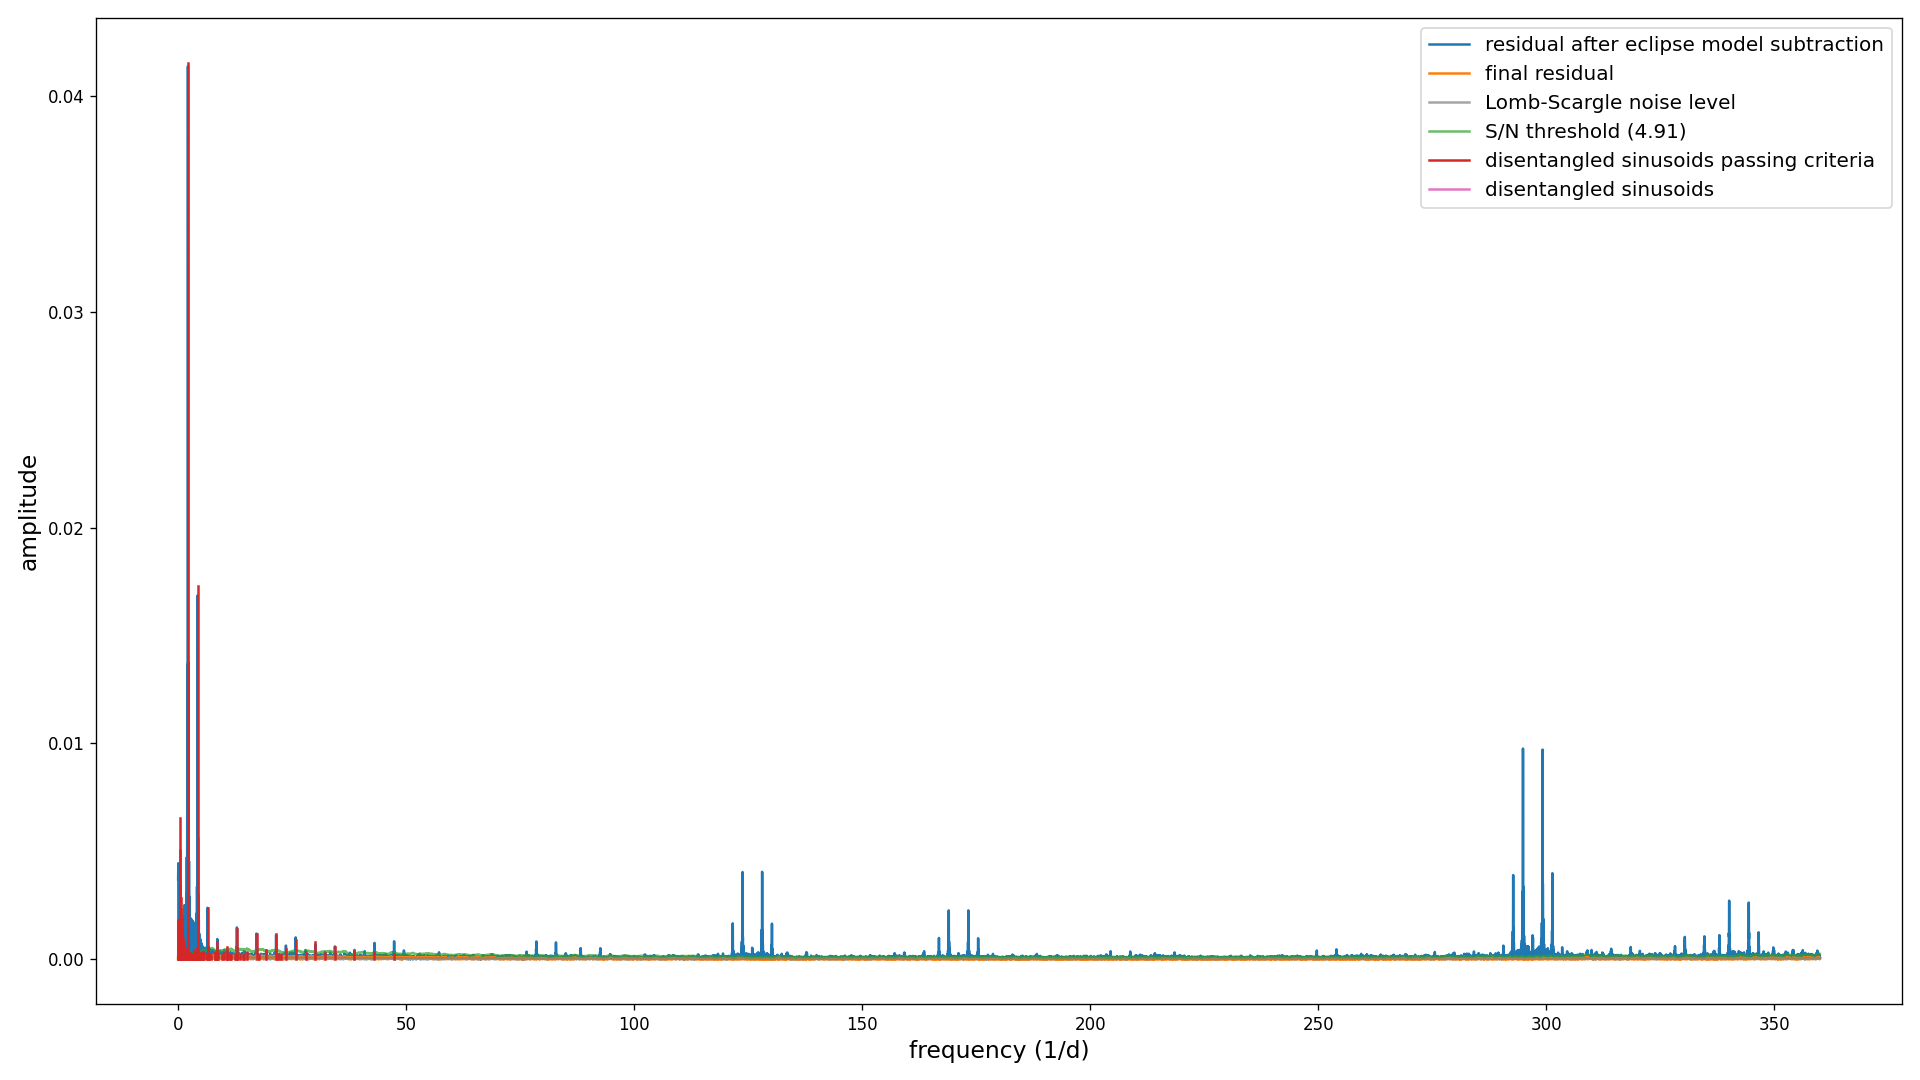 residual after eclipse model subtraction
final residual
Lomb-Scargle noise level
S/N threshold (4.91)
disentangled sinusoids passing criteria
disentangled sinusoids
0.04
0.03
0.02
0.01
0.00
amplitude
0 50 100 150 200 250 300 350
frequency (1/d)